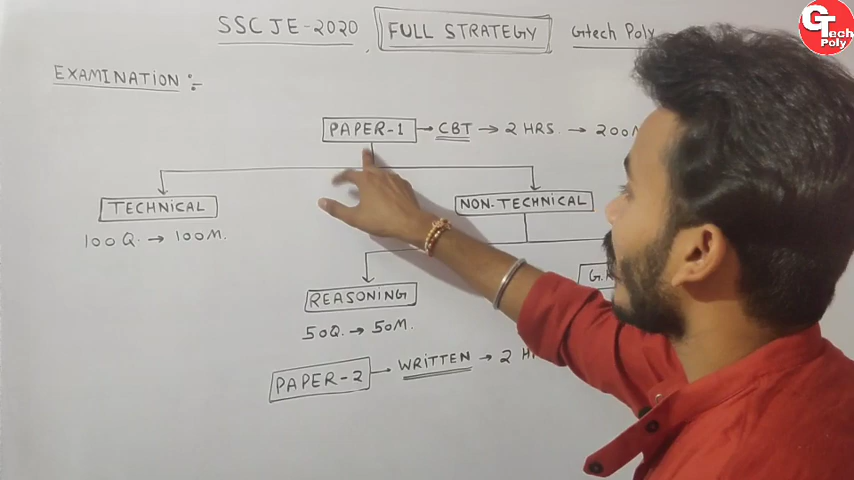 SSC JE-2020 FULL STRATEGY Gtech Poly
GTech
Poly
EXAMINATION :-
PAPER-1 → CBT → 2 HRS. → 200M
TECHNICAL NON-TECHNICAL
100Q. → 100M.
REASONING G.A
50Q. → 50M.
PAPER-2 → WRITTEN → 2 H